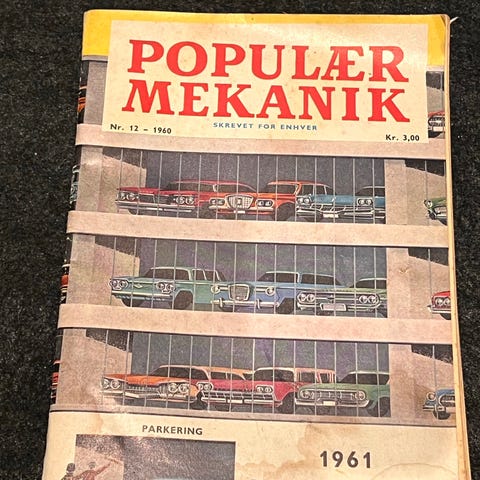 POPULÆR
MEKANIK
SKREVET FOR ENHVER
Nr. 12 – 1960
Kr. 3,00
PARKERING
1961